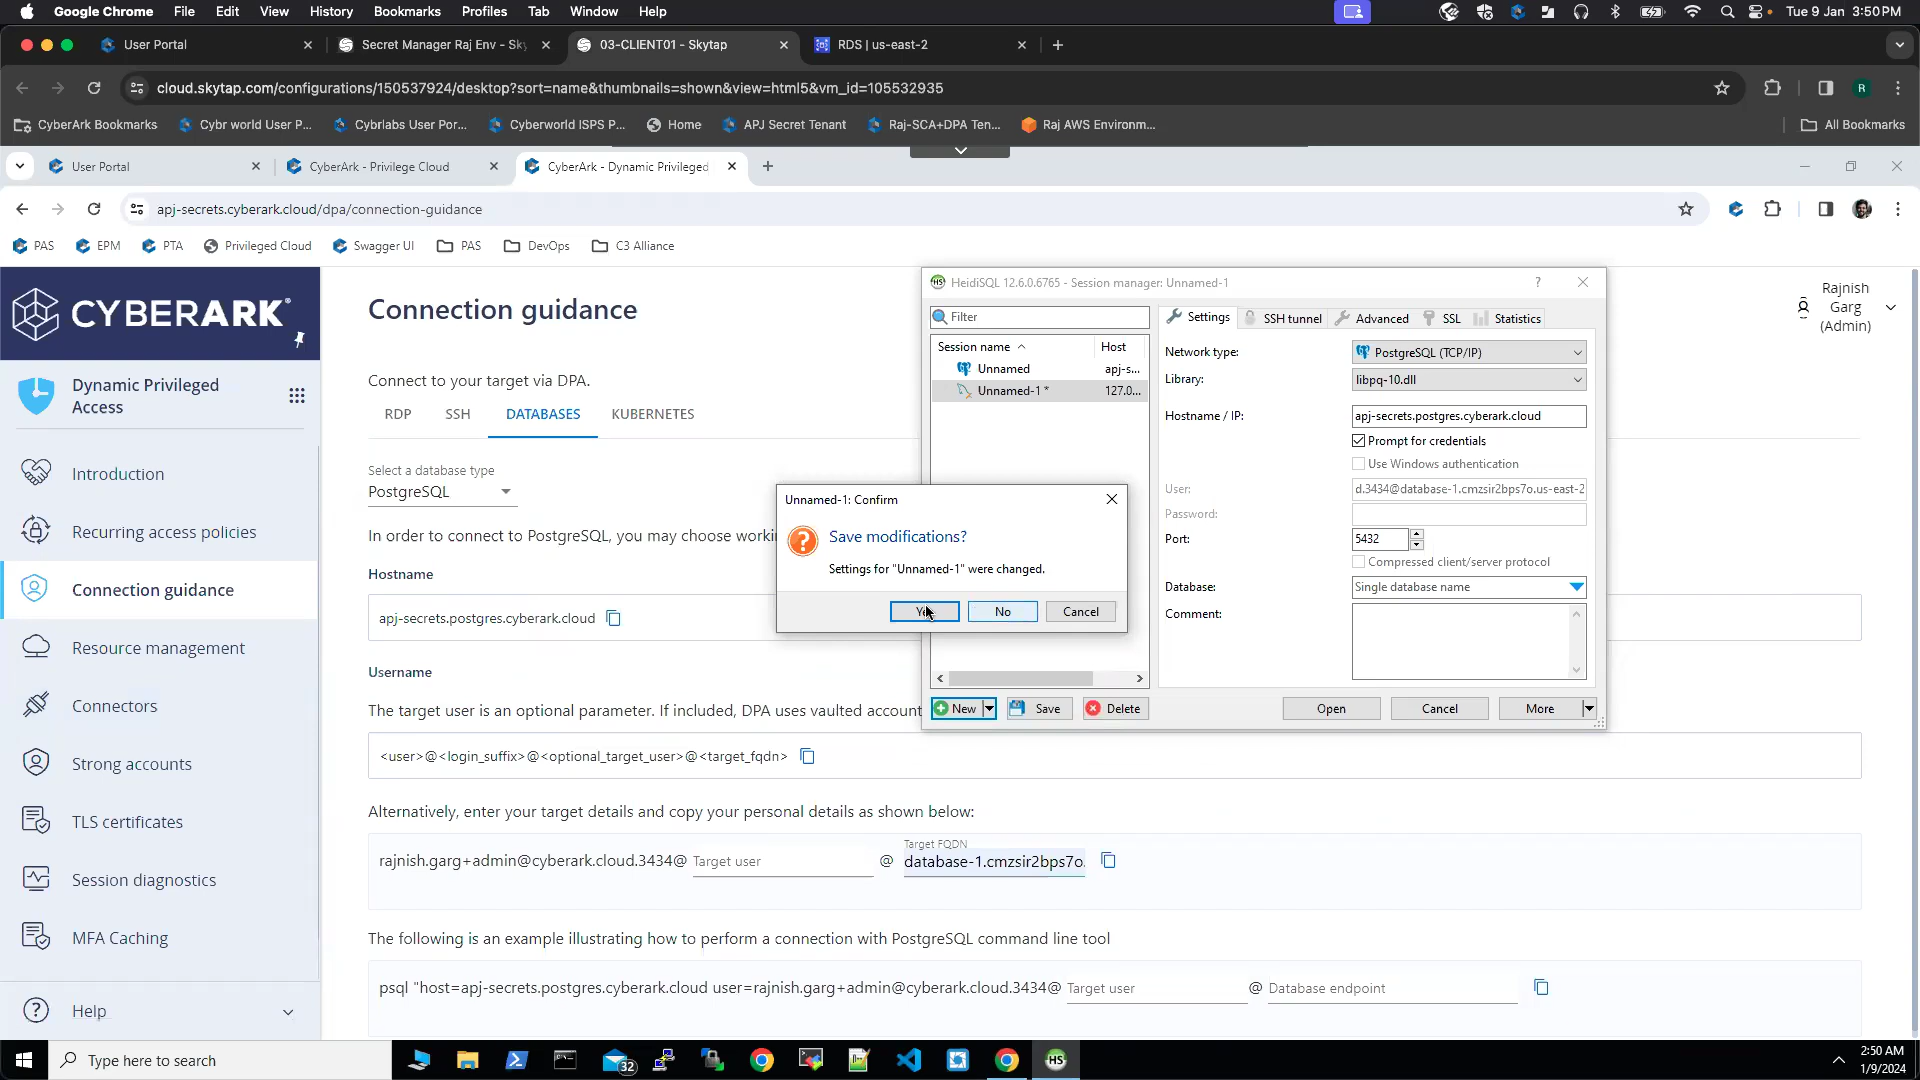 Google Chrome File Edit View History Bookmarks Profiles Tab Window Help Tue 9 Jan 3:50 PM
User Portal Secret Manager Raj Env - Sky 03-CLIENT01 - Skytap RDS | us-east-2
cloud.skytap.com/configurations/150537924/desktop?sort=name&thumbnails=shown&view=html5&vm_id=105532935 R
CyberArk Bookmarks Cybr world User P... Cybrlabs User Por... Cyberworld ISPS P... Home APJ Secret Tenant Raj-SCA+DPA Ten... Raj AWS Environm... All Bookmarks
User Portal CyberArk - Privilege Cloud CyberArk - Dynamic Privileged
apj-secrets.cyberark.cloud/dpa/connection-guidance
PAS EPM PTA Privileged Cloud Swagger UI PAS DevOps C3 Alliance
CYBERARK®
Dynamic Privileged
Access
Introduction
Recurring access policies
Connection guidance
Resource management
Connectors
Strong accounts
TLS certificates
Session diagnostics
MFA Caching
Help
Connection guidance
Rajnish
Garg
(Admin)
Connect to your target via DPA.
RDP SSH DATABASES KUBERNETES
Select a database type
PostgreSQL
In order to connect to PostgreSQL, you may choose worki
Hostname
apj-secrets.postgres.cyberark.cloud
Username
The target user is an optional parameter. If included, DPA uses vaulted account
<user>@<login_suffix>@<optional_target_user>@<target_fqdn>
Alternatively, enter your target details and copy your personal details as shown below:
Target FQDN
rajnish.garg+admin@cyberark.cloud.3434@ Target user @ database-1.cmzsir2bps7o.
The following is an example illustrating how to perform a connection with PostgreSQL command line tool
psql "host=apj-secrets.postgres.cyberark.cloud user=rajnish.garg+admin@cyberark.cloud.3434@ Target user @ Database endpoint
HS HeidiSQL 12.6.0.6765 - Session manager: Unnamed-1 ?
Filter
Session name Host
Unnamed apj-s...
Unnamed-1 * 127.0...
Settings SSH tunnel Advanced SSL Statistics
Network type: PostgreSQL (TCP/IP)
Library: libpq-10.dll
Hostname / IP: apj-secrets.postgres.cyberark.cloud
Prompt for credentials
Use Windows authentication
User: d.3434@database-1.cmzsir2bps7o.us-east-2
Password:
Port: 5432
Compressed client/server protocol
Database: Single database name
Comment:
New Save Delete Open Cancel More
Unnamed-1: Confirm
? Save modifications?
Settings for "Unnamed-1" were changed.
No Cancel
Type here to search 32 HS 2:50 AM
1/9/2024